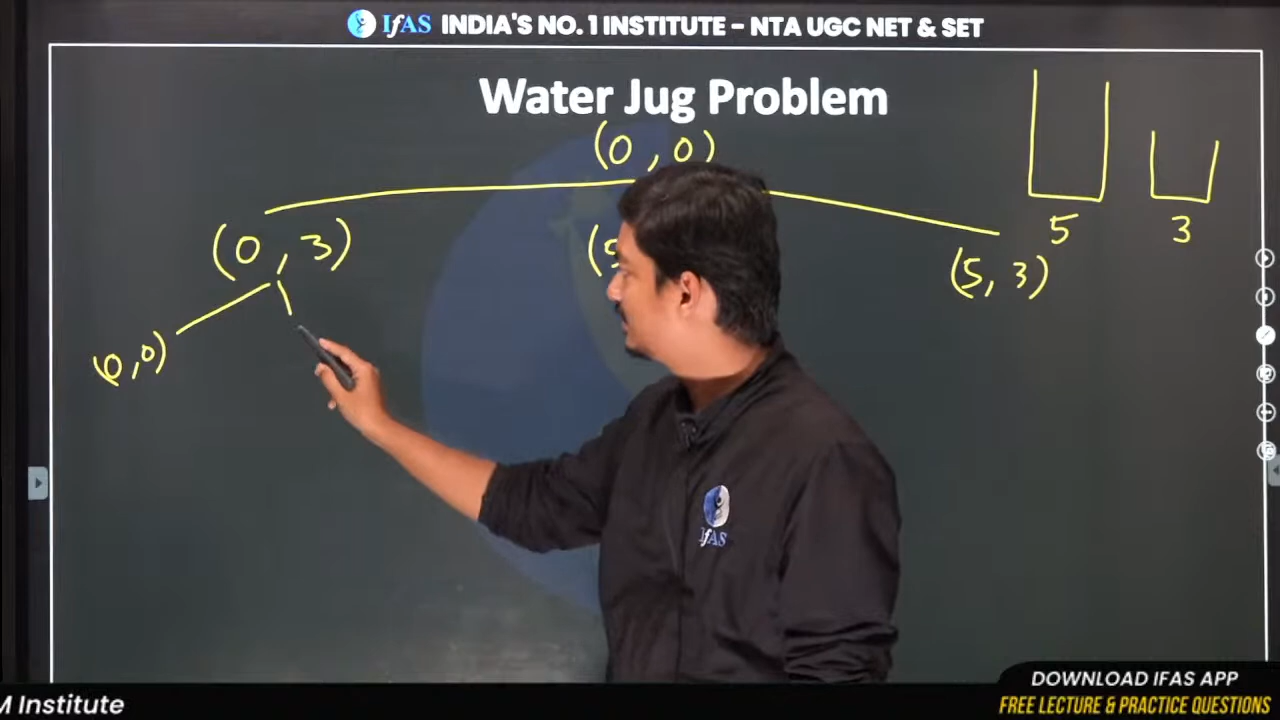 IfAS INDIA'S NO. 1 INSTITUTE - NTA UGC NET & SET
Water Jug Problem
(0, 0)
(0, 3)
(5, 3)
5 3
(0,0)
IfAS
DOWNLOAD IFAS APP
FREE LECTURE & PRACTICE QUESTIONS
M Institute